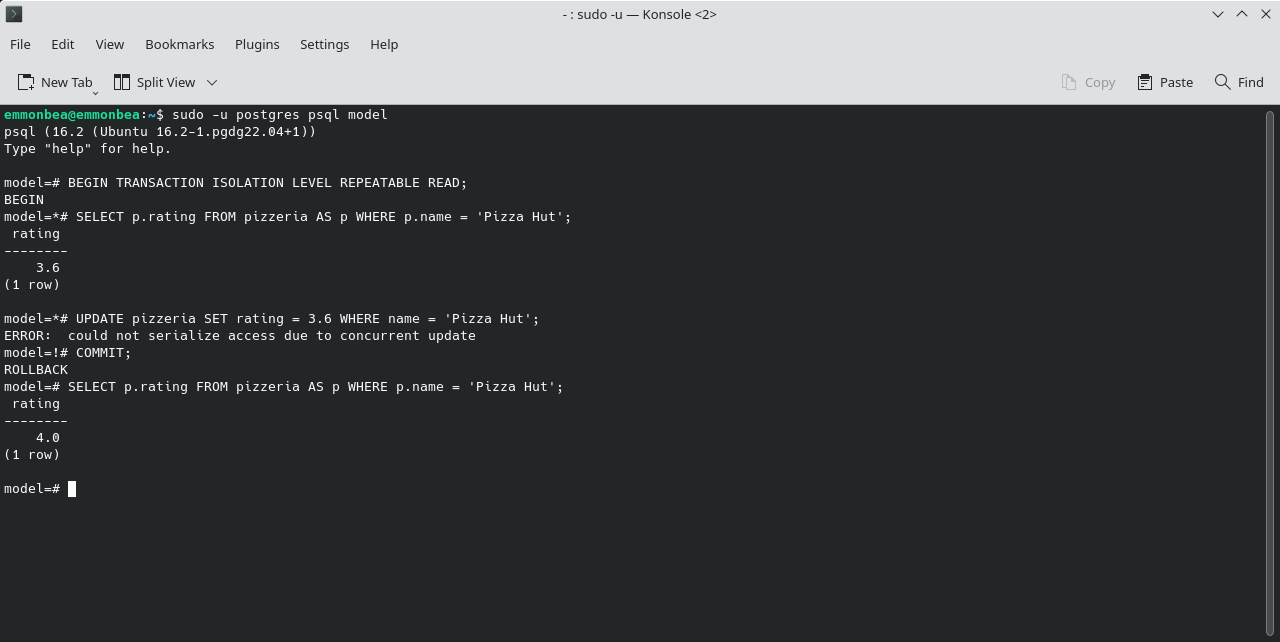 - : sudo -u — Konsole <2>
File Edit View Bookmarks Plugins Settings Help
New Tab Split View Copy Paste Find
emmonbea@emmonbea:~$ sudo -u postgres psql model
psql (16.2 (Ubuntu 16.2-1.pgdg22.04+1))
Type "help" for help.
model=# BEGIN TRANSACTION ISOLATION LEVEL REPEATABLE READ;
BEGIN
model=*# SELECT p.rating FROM pizzeria AS p WHERE p.name = 'Pizza Hut';
rating
--------
3.6
(1 row)
model=*# UPDATE pizzeria SET rating = 3.6 WHERE name = 'Pizza Hut';
ERROR:  could not serialize access due to concurrent update
model=!# COMMIT;
ROLLBACK
model=# SELECT p.rating FROM pizzeria AS p WHERE p.name = 'Pizza Hut';
rating
--------
4.0
(1 row)
model=#